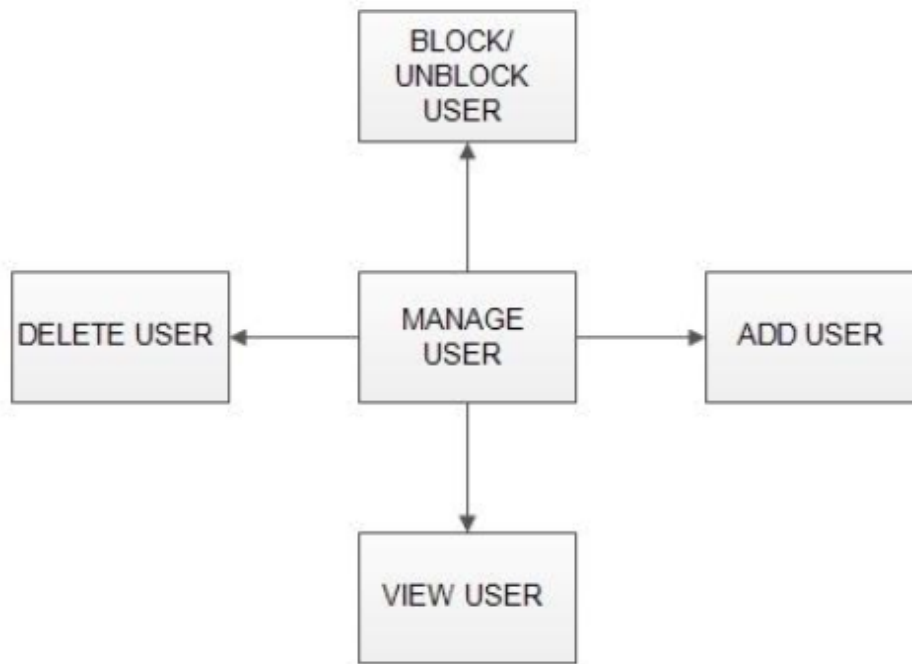 BLOCK/
UNBLOCK
USER
DELETE USER
MANAGE
USER
ADD USER
VIEW USER